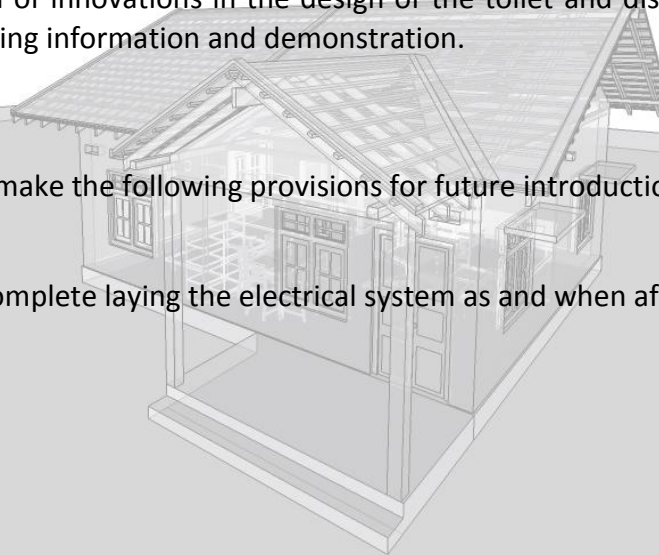 of innovations in the design of the toilet and dis
ing information and demonstration.
make the following provisions for future introductio
omplete laying the electrical system as and when af